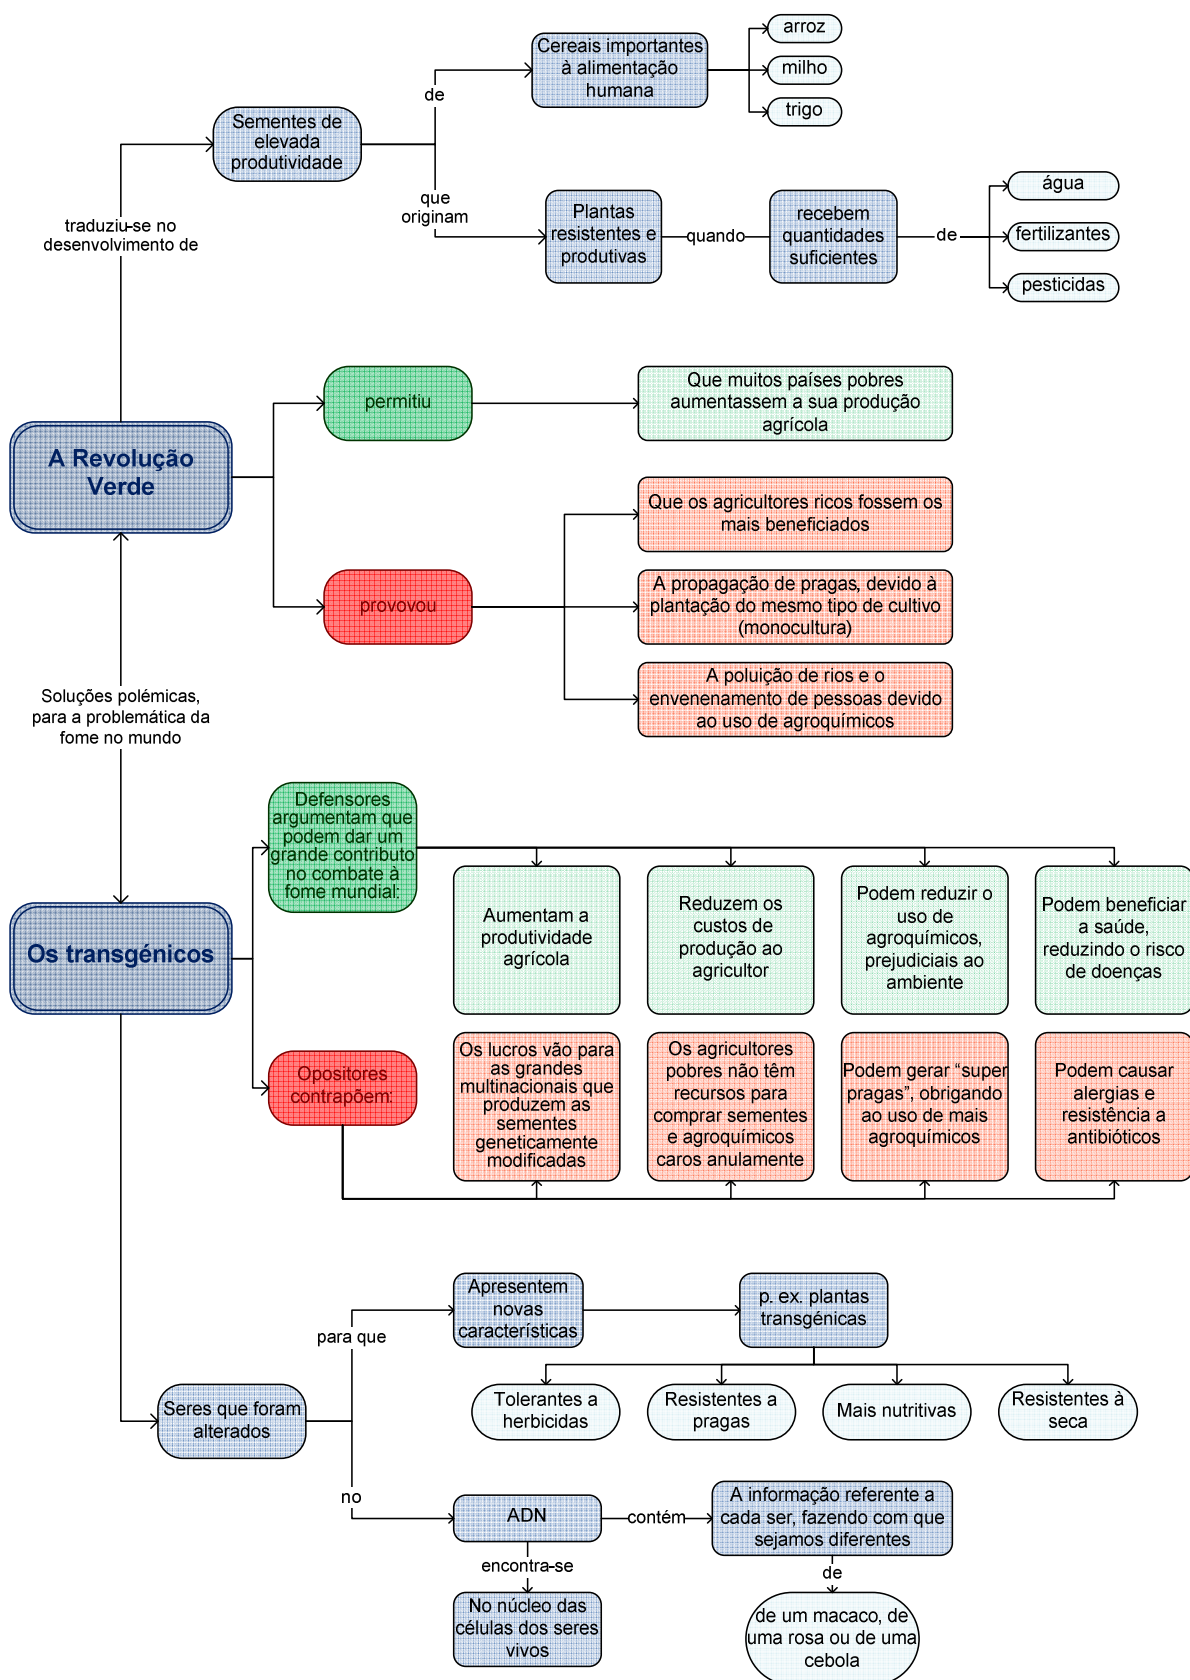 arroz
Cereais importantes
à alimentação
humana
milho
de
trigo
Sementes de
elevada
produtividade
que
originam
água
Plantas
resistentes e
produtivas
quando
recebem
quantidades
suficientes
de
fertilizantes
pesticidas
traduziu-se no
desenvolvimento de
permitiu
Que muitos países pobres
aumentassem a sua produção
agrícola
A Revolução
Verde
Que os agricultores ricos fossem os
mais beneficiados
provovou
A propagação de pragas, devido à
plantação do mesmo tipo de cultivo
(monocultura)
A poluição de rios e o
envenenamento de pessoas devido
ao uso de agroquímicos
Soluções polémicas,
para a problemática da
fome no mundo
Defensores
argumentam que
podem dar um
grande contributo
no combate à
fome mundial:
Aumentam a
produtividade
agrícola
Reduzem os
custos de
produção ao
agricultor
Podem reduzir o
uso de
agroquímicos,
prejudiciais ao
ambiente
Podem beneficiar
a saúde,
reduzindo o risco
de doenças
Os transgénicos
Opositores
contrapõem:
Os lucros vão para
as grandes
multinacionais que
produzem as
sementes
geneticamente
modificadas
Os agricultores
pobres não têm
recursos para
comprar sementes
e agroquímicos
caros anulamente
Podem gerar “super
pragas”, obrigando
ao uso de mais
agroquímicos
Podem causar
alergias e
resistência a
antibióticos
Apresentem
novas
características
p. ex. plantas
transgénicas
para que
Tolerantes a
herbicidas
Resistentes a
pragas
Mais nutritivas
Resistentes à
seca
Seres que foram
alterados
no
ADN
contém
A informação referente a
cada ser, fazendo com que
sejamos diferentes
encontra-se
de
No núcleo das
células dos seres
vivos
de um macaco, de
uma rosa ou de uma
cebola